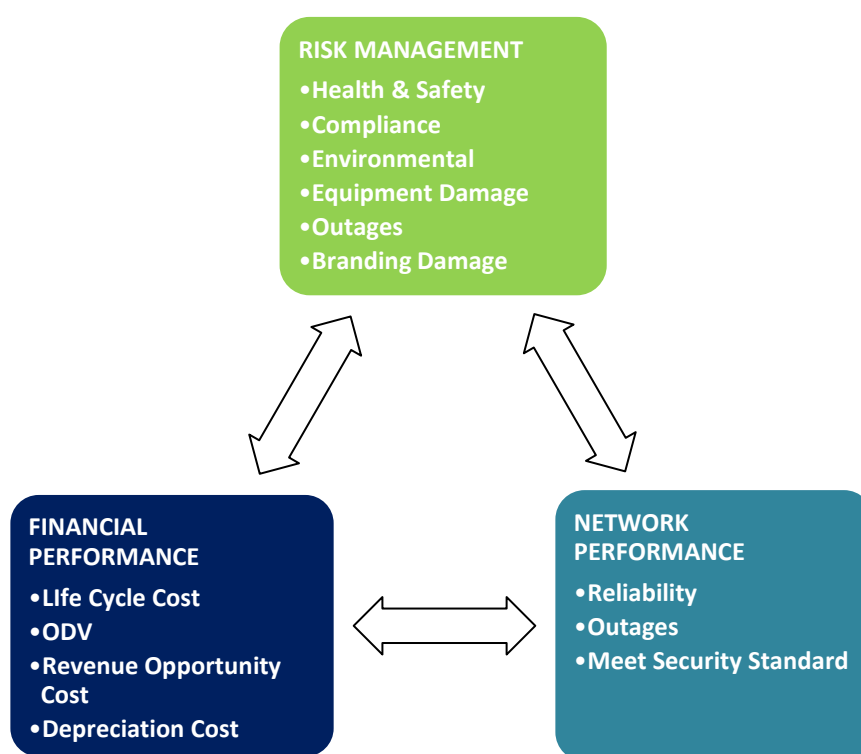 RISK MANAGEMENT
•Health & Safety
•Compliance
•Environmental
•Equipment Damage
•Outages
•Branding Damage
FINANCIAL
PERFORMANCE
•LIfe Cycle Cost
•ODV
•Revenue Opportunity
Cost
•Depreciation Cost
NETWORK
PERFORMANCE
•Reliability
•Outages
•Meet Security Standard